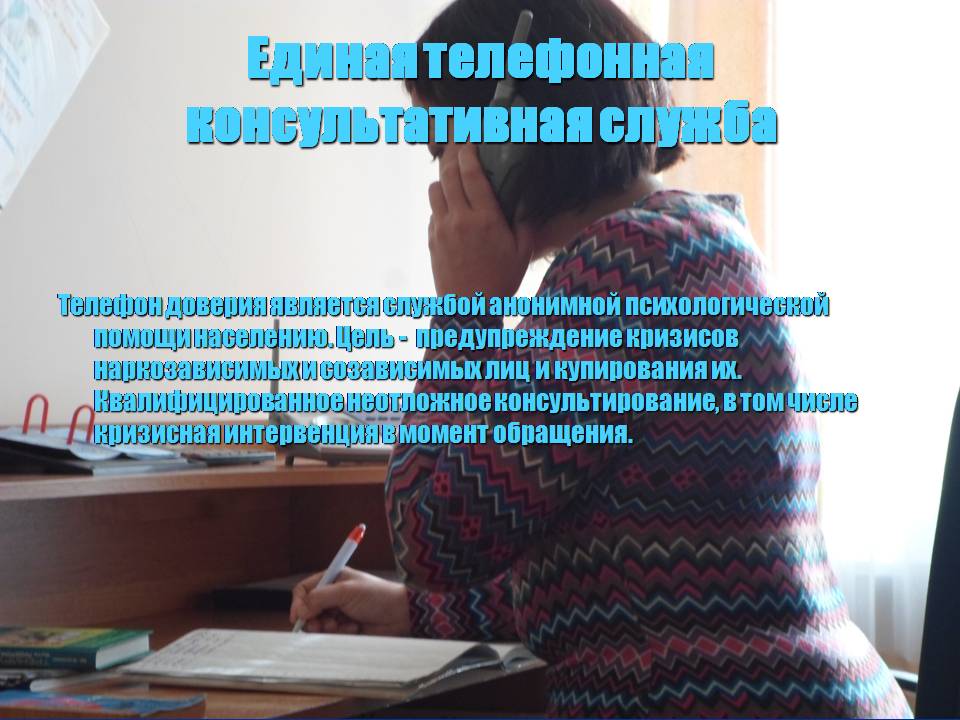 Единая телефонная
консультативная служба
Телефон доверия является службой анонимной психологической
помощи населению. Цель - предупреждение кризисов
наркозависимых и созависимых лиц и купирования их.
Квалифицированное неотложное консультирование, в том числе
кризисная интервенция в момент обращения.